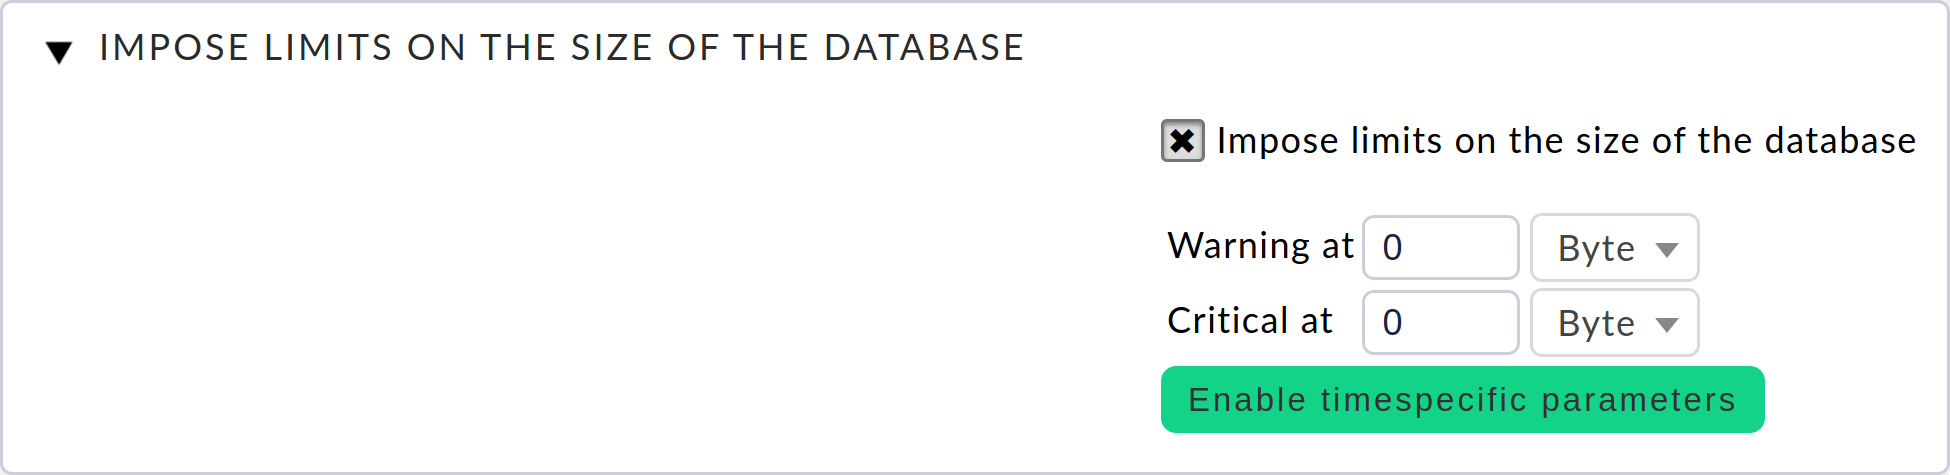 IMPOSE LIMITS ON THE SIZE OF THE DATABASE
Impose limits on the size of the database
Warning at 0 Byte
Critical at 0 Byte
Enable timespecific parameters